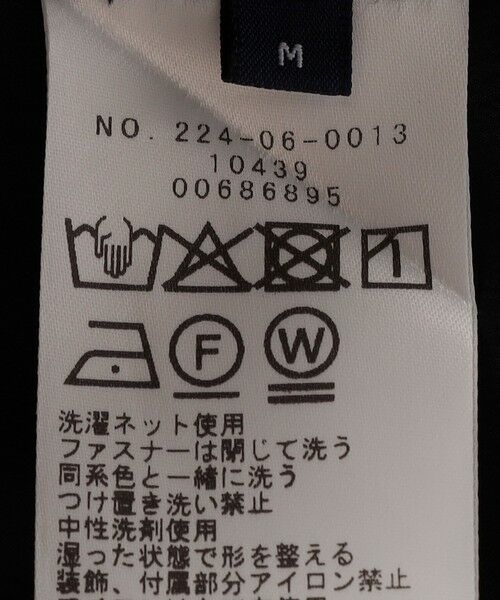 M
NO. 224-06-0013
10439
00686895
F W
洗濯ネット使用
ファスナーは閉じて洗う
同系色と一緒に洗う
つけ置き洗い禁止
中性洗剤使用
湿った状態で形を整える
装飾、付属部分アイロン禁止